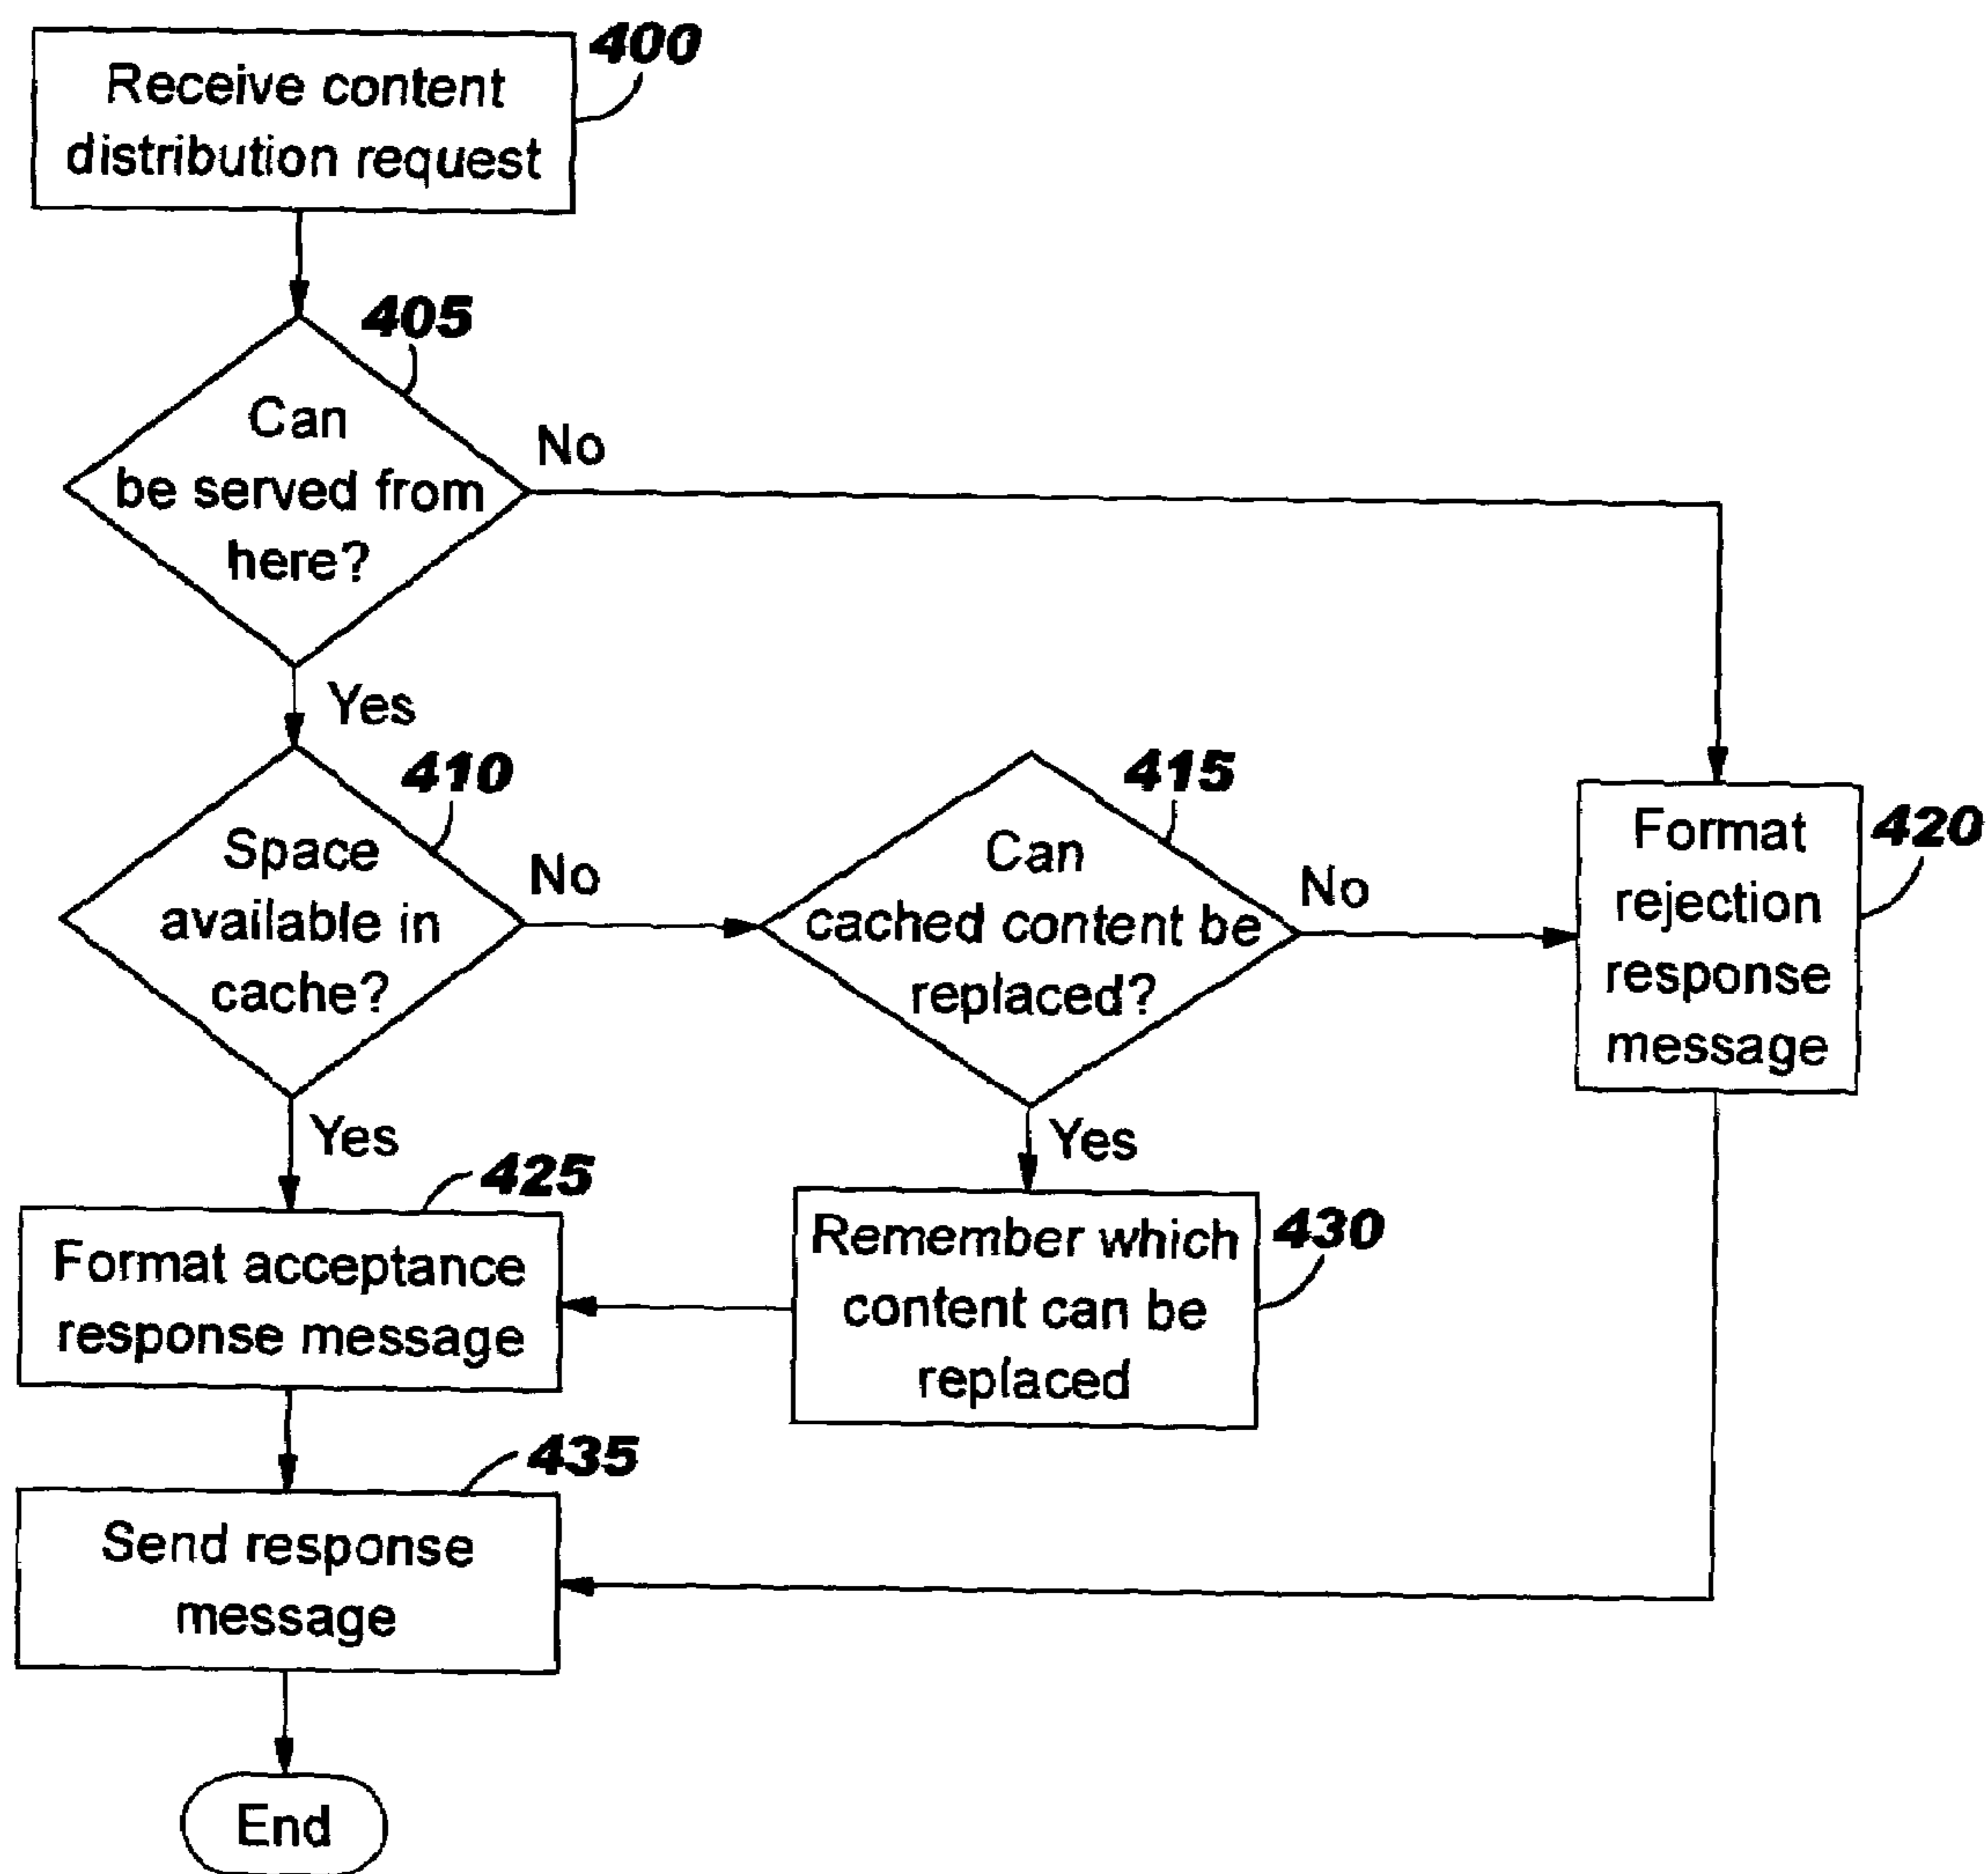 400
Receive content
distribution request
405
Can
be served from
here?
No
Yes
410
Space
available in
cache?
No
415
Can
cached content be
replaced?
No
420
Format
rejection
response
message
Yes
Yes
425
Format acceptance
response message
430
Remember which
content can be
replaced
435
Send response
message
End